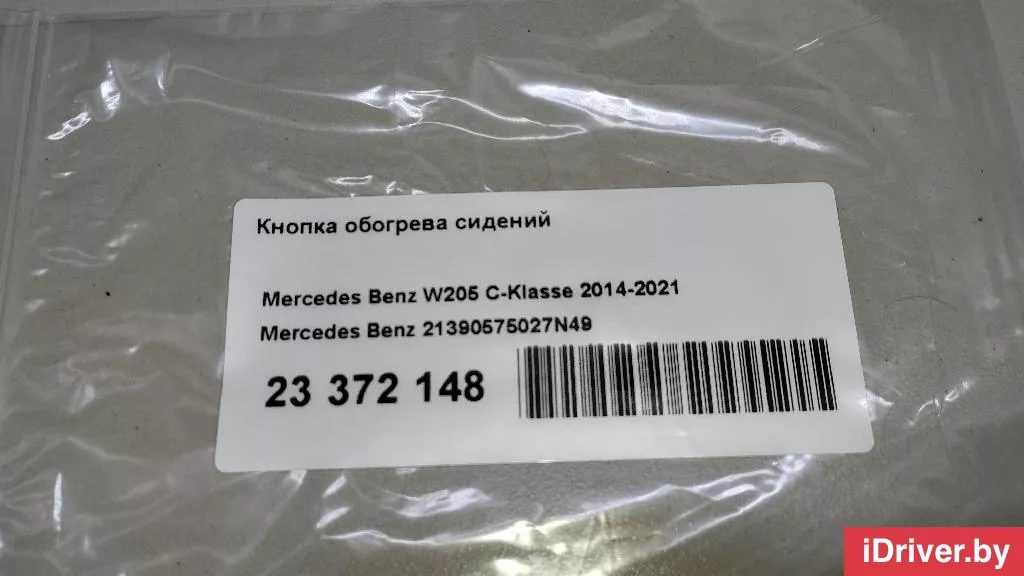 Кнопка обогрева сидений
Mercedes Benz W205 C-Klasse 2014-2021
Mercedes Benz 21390575027N49
23 372 148
iDriver.by